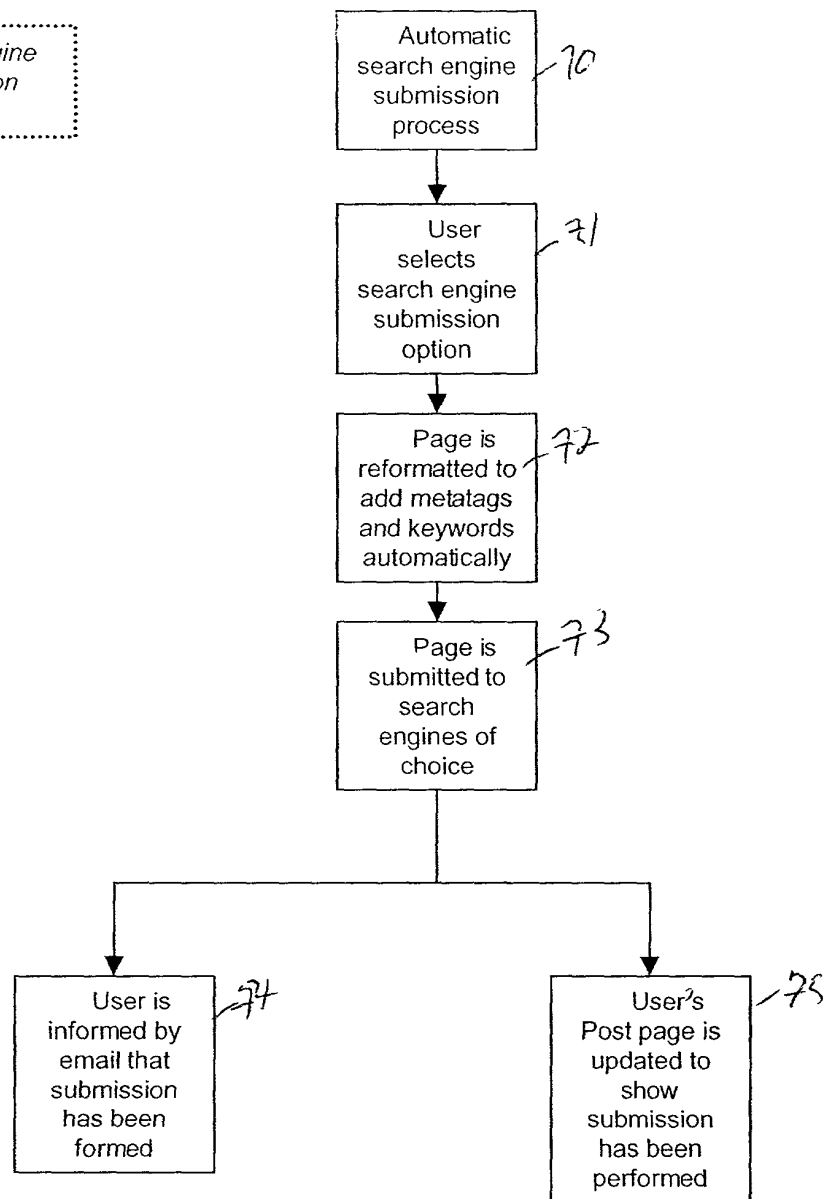 gine
on
Automatic
search engine
submission
process
70
User
selects
search engine
submission
option
71
Page is
reformatted to
add metatags
and keywords
automatically
72
Page is
submitted to
search
engines of
choice
73
User is
informed by
email that
submission
has been
formed
74
User's
Post page is
updated to
show
submission
has been
performed
75